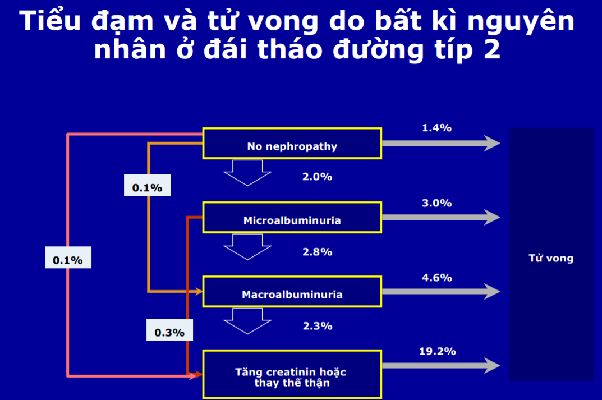 Tiểu đạm và tử vong do bất kì nguyên
nhân ở đái tháo đường típ 2
1.4%
No nephropathy
2.0%
0.1%
3.0%
Microalbuminuria
2.8%
0.1%
Tử vong
4.6%
Macroalbuminuria
2.3%
0.3%
19.2%
Tăng creatinin hoặc
thay thế thận